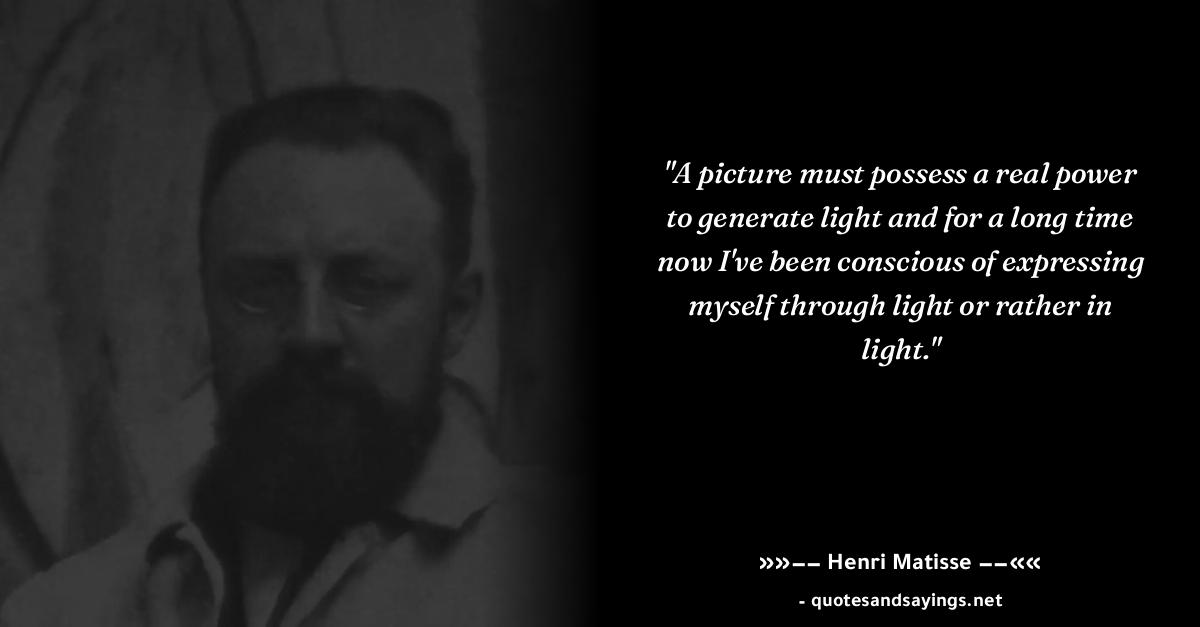 "A picture must possess a real power
to generate light and for a long time
now I've been conscious of expressing
myself through light or rather in
light."
»»−− Henri Matisse −−««
- quotesandsayings.net